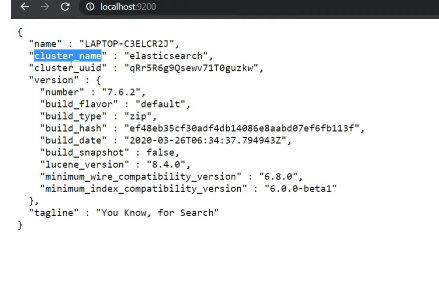 localhost:9200
{
"name" : "LAPTOP-C3ELCR2J",
"cluster_name" : "elasticsearch",
"cluster_uuid" : "qRr5R6g9Qsewv71T0guzkw",
"version" : {
"number" : "7.6.2",
"build_flavor" : "default",
"build_type" : "zip",
"build_hash" : "ef48eb35cf30adf4db14086e8aabd07ef6fb113f",
"build_date" : "2020-03-26T06:34:37.794943Z",
"build_snapshot" : false,
"lucene_version" : "8.4.0",
"minimum_wire_compatibility_version" : "6.8.0",
"minimum_index_compatibility_version" : "6.0.0-beta1"
},
"tagline" : "You Know, for Search"
}